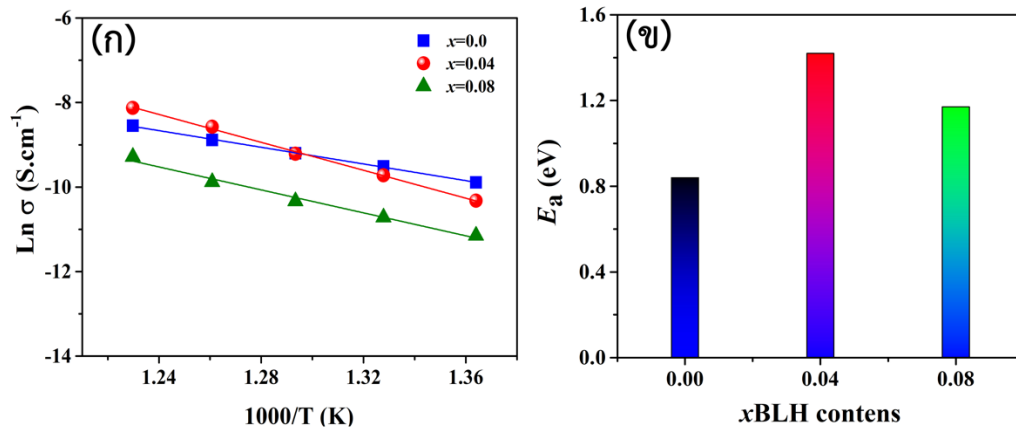 (ก)
x=0.0
x=0.04
x=0.08
-6
-8
-10
-12
-14
Ln σ (S.cm⁻¹)
1.24 1.28 1.32 1.36
1000/T (K)
(ข)
1.6
1.2
0.8
0.4
0.0
Eₐ (eV)
0.00 0.04 0.08
xBLH contens